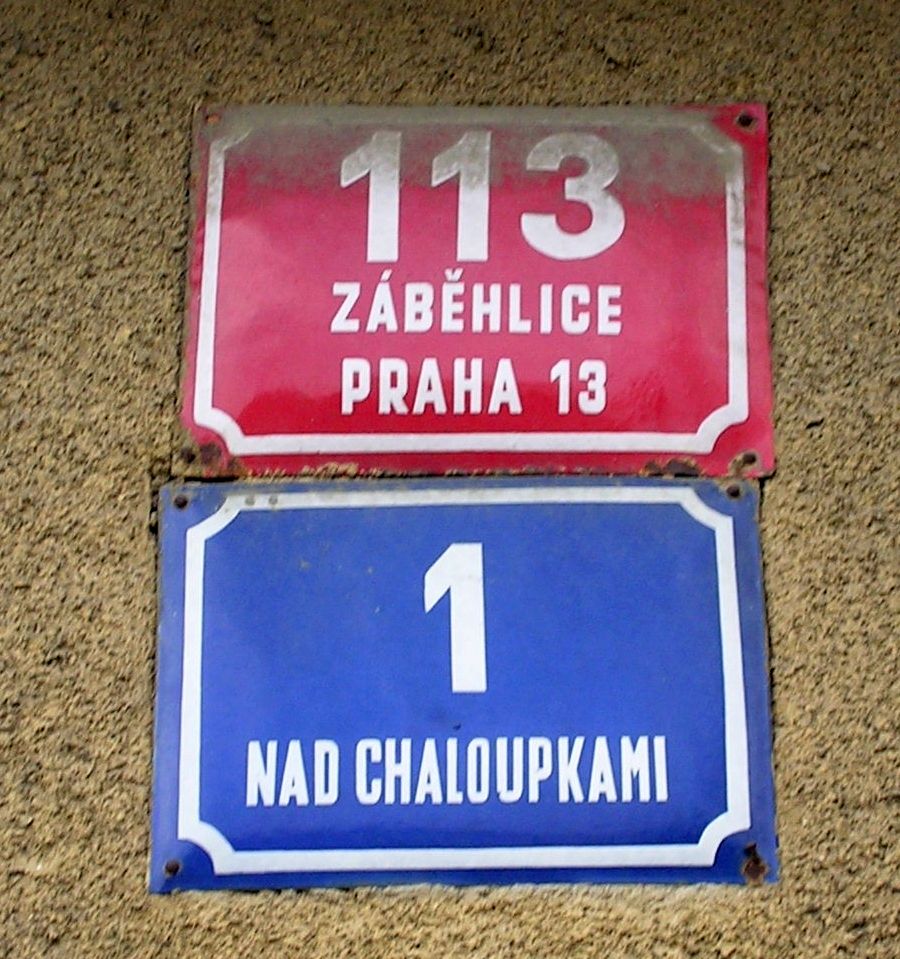 113
ZÁBĚHLICE
PRAHA 13
1
NAD CHALOUPKAMI